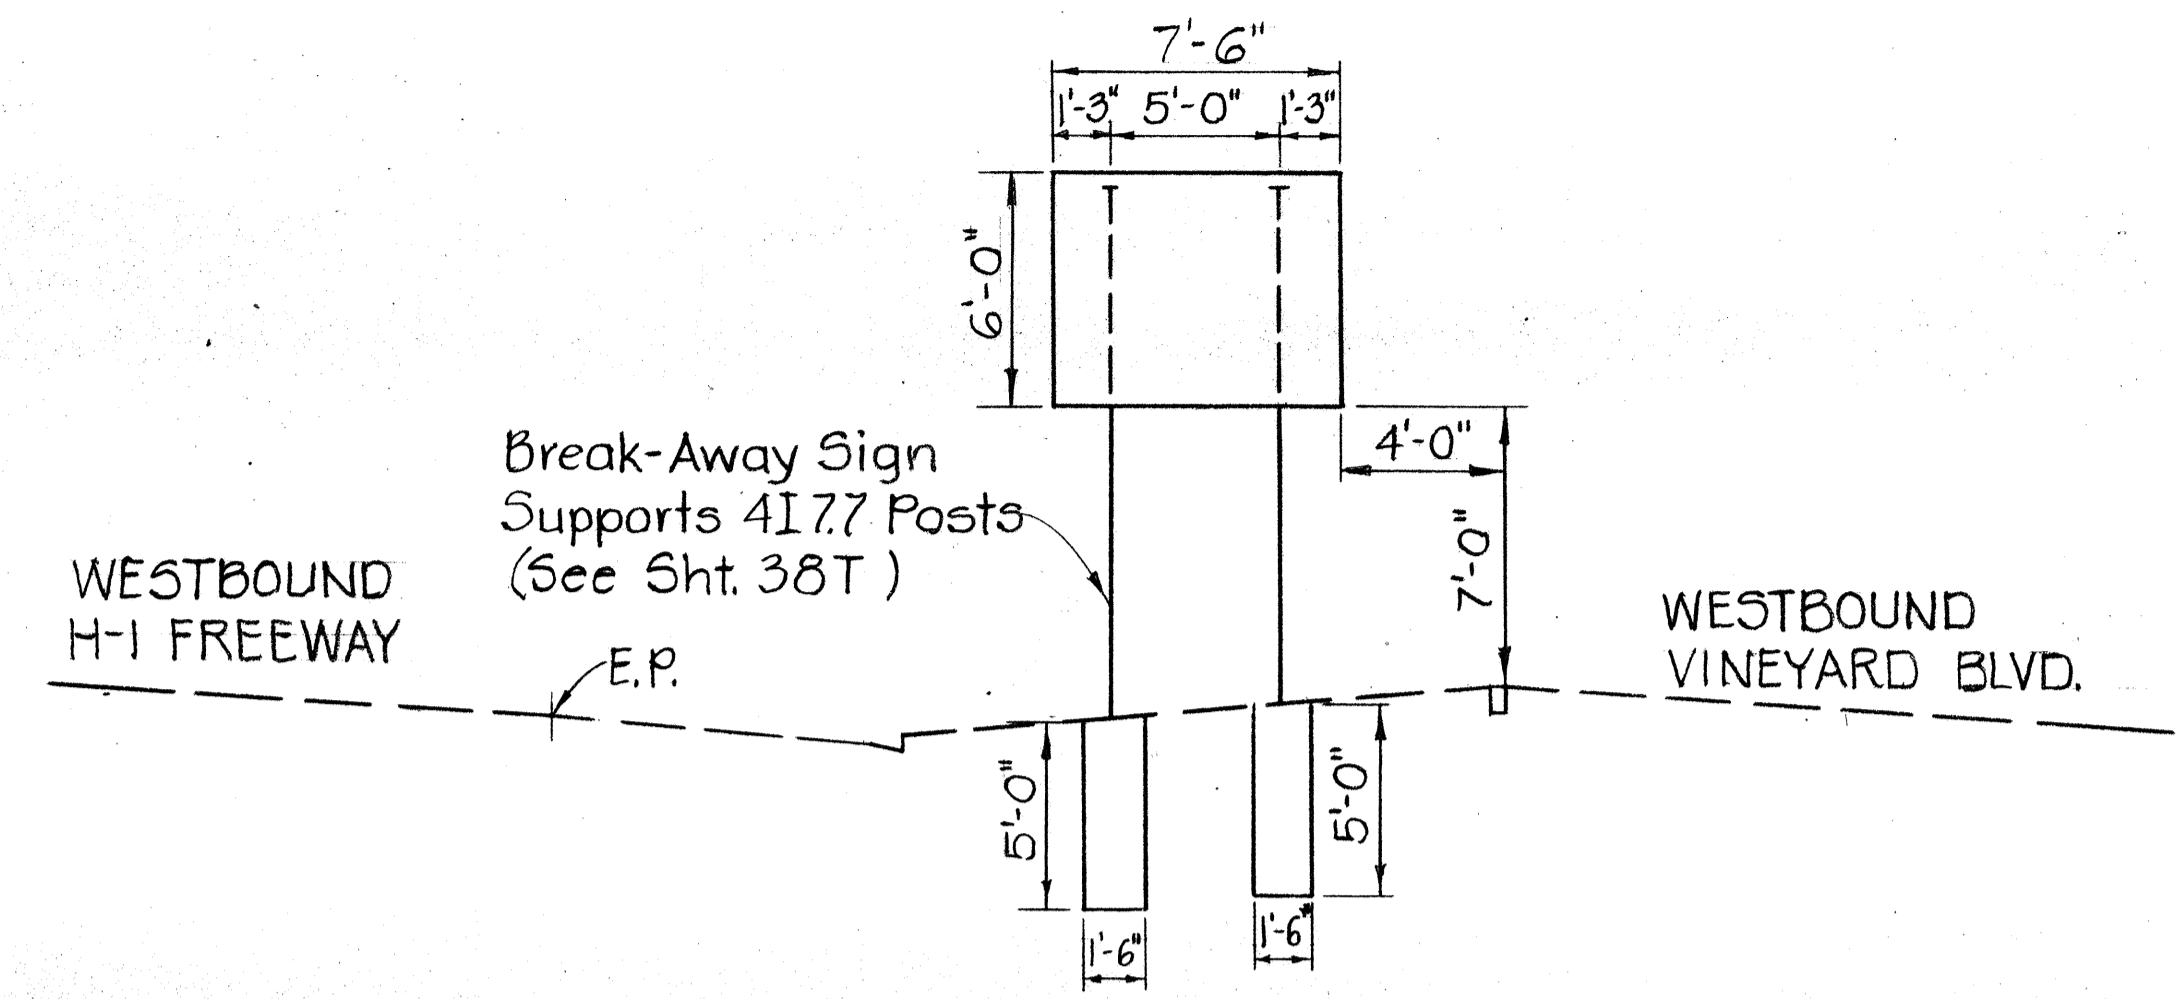 7'-6"
1'-3" 5'-0" 1'-3"
6'-0"
4'-0"
7'-0"
Break-Away Sign
Supports 4I7.7 Posts
(See Sht. 38T )
WESTBOUND
H-1 FREEWAY
E.P.
WESTBOUND
VINEYARD BLVD.
5'-0"
5'-0"
1'-6"
1'-6"